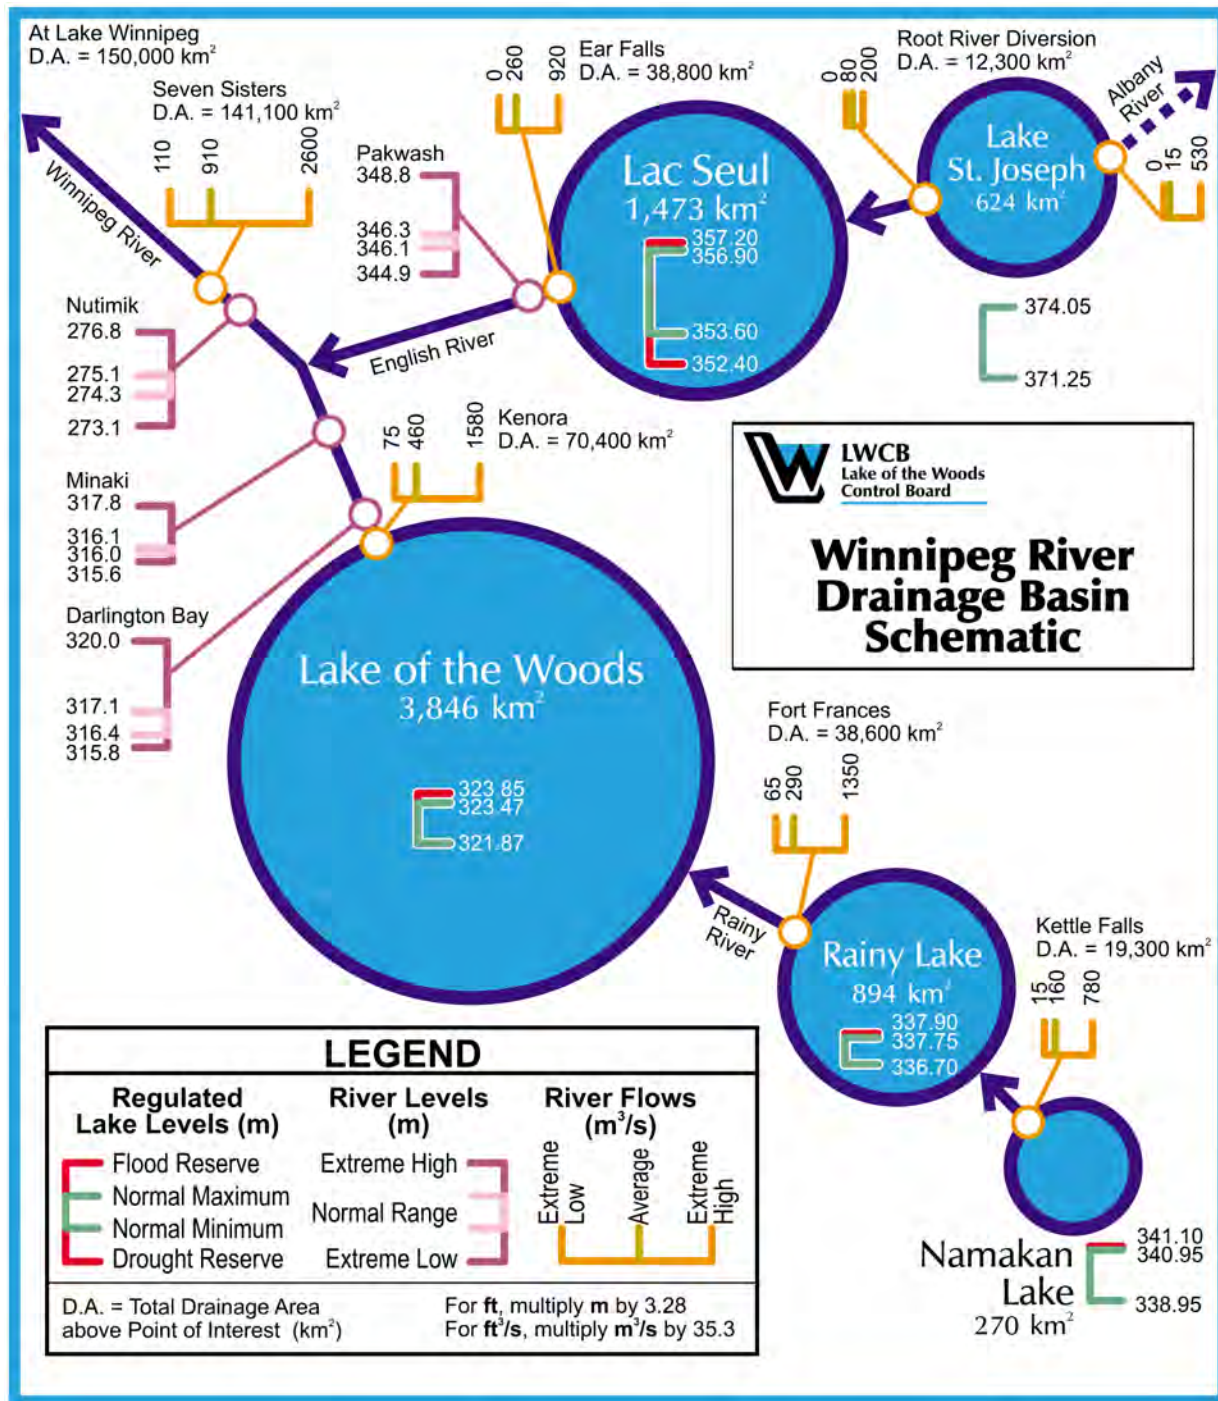 At Lake Winnipeg
D.A. = 150,000 km²
Seven Sisters
D.A. = 141,100 km²
110
910
2600
Winnipeg River
Pakwash
348.8
346.3
346.1
344.9
0
260
920
Ear Falls
D.A. = 38,800 km²
Lac Seul
1,473 km²
357.20
356.90
353.60
352.40
English River
0
80
200
Root River Diversion
D.A. = 12,300 km²
Lake
St. Joseph
624 km²
Albany
River
0
15
530
374.05
371.25
Nutimik
276.8
275.1
274.3
273.1
Minaki
317.8
316.1
316.0
315.6
Darlington Bay
320.0
317.1
316.4
315.8
75
460
1580
Kenora
D.A. = 70,400 km²
LWCB
Lake of the Woods
Control Board
Winnipeg River
Drainage Basin
Schematic
Lake of the Woods
3,846 km²
323.85
323.47
321.87
Rainy
River
Fort Frances
D.A. = 38,600 km²
65
290
1350
Rainy Lake
894 km²
337.90
337.75
336.70
Kettle Falls
D.A. = 19,300 km²
15
160
780
Namakan
Lake
270 km²
341.10
340.95
338.95
LEGEND
Regulated
Lake Levels (m)
Flood Reserve
Normal Maximum
Normal Minimum
Drought Reserve
River Levels
(m)
Extreme High
Normal Range
Extreme Low
River Flows
(m³/s)
Extreme
Low
Average
Extreme
High
D.A. = Total Drainage Area
above Point of Interest (km²)
For ft, multiply m by 3.28
For ft³/s, multiply m³/s by 35.3